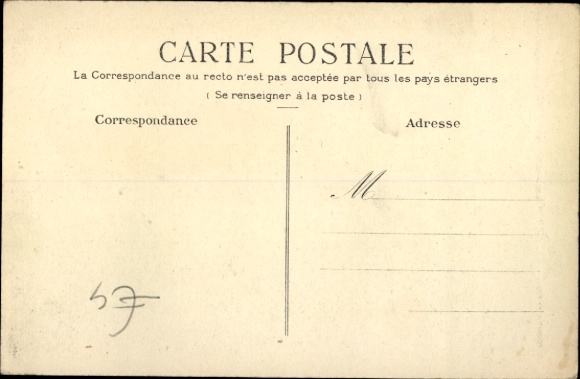 CARTE POSTALE
La Correspondance au recto n'est pas acceptée par tous les pays étrangers
( Se renseigner à la poste )
Correspondance
Adresse
M